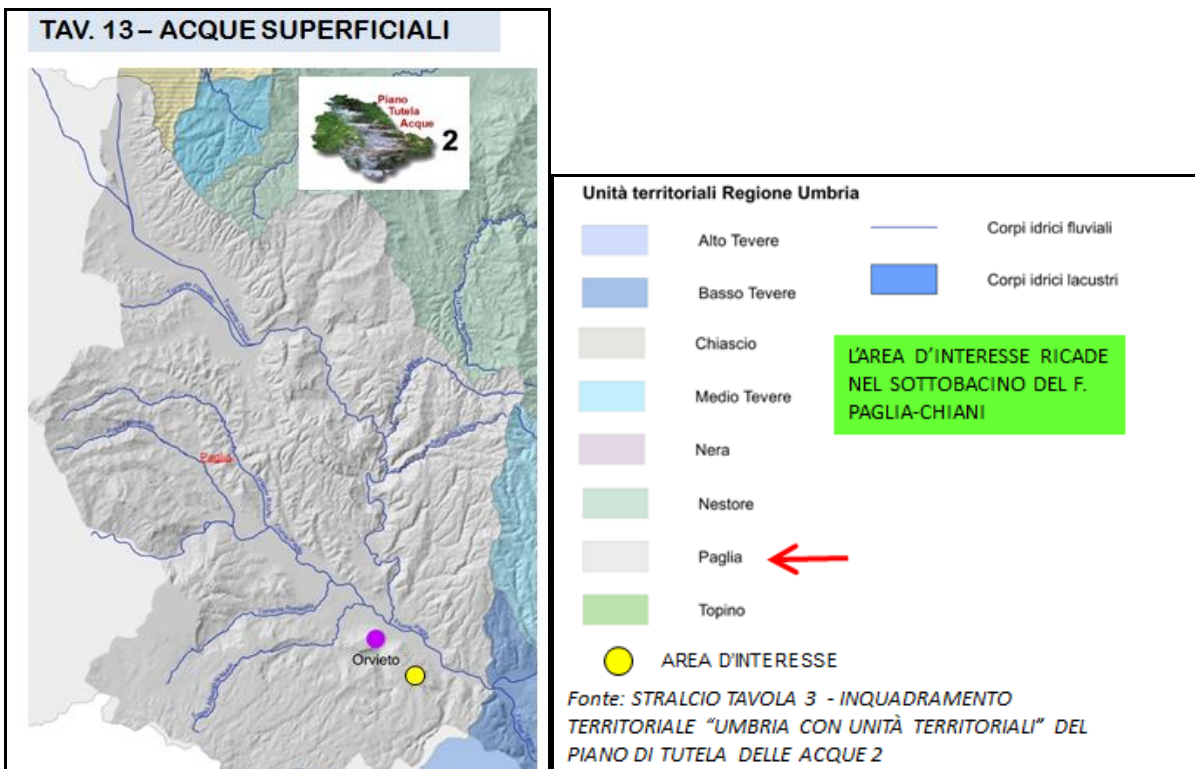 TAV. 13 – ACQUE SUPERFICIALI
Piano
Tutela
Acque
2
Paglia
Orvieto
Unità territoriali Regione Umbria
Alto Tevere
Basso Tevere
Chiascio
Medio Tevere
Nera
Nestore
Paglia
Topino
Corpi idrici fluviali
Corpi idrici lacustri
L'AREA D'INTERESSE RICADE
NEL SOTTOBACINO DEL F.
PAGLIA-CHIANI
AREA D'INTERESSE
Fonte: STRALCIO TAVOLA 3 - INQUADRAMENTO
TERRITORIALE “UMBRIA CON UNITÀ TERRITORIALI” DEL
PIANO DI TUTELA DELLE ACQUE 2